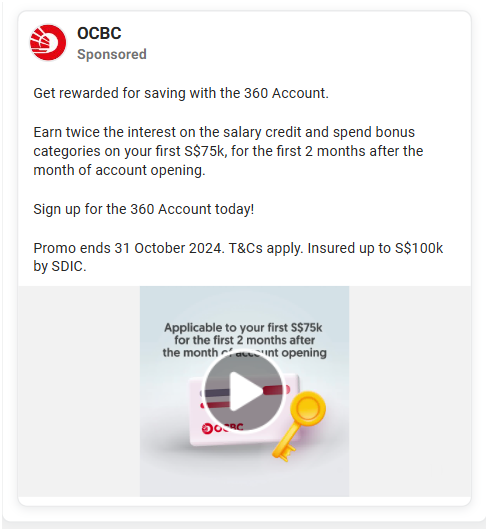 OCBC
Sponsored
Get rewarded for saving with the 360 Account.
Earn twice the interest on the salary credit and spend bonus
categories on your first S$75k, for the first 2 months after the
month of account opening.
Sign up for the 360 Account today!
Promo ends 31 October 2024. T&Cs apply. Insured up to S$100k
by SDIC.
Applicable to your first S$75k
for the first 2 months after
the month of account opening
OCBC